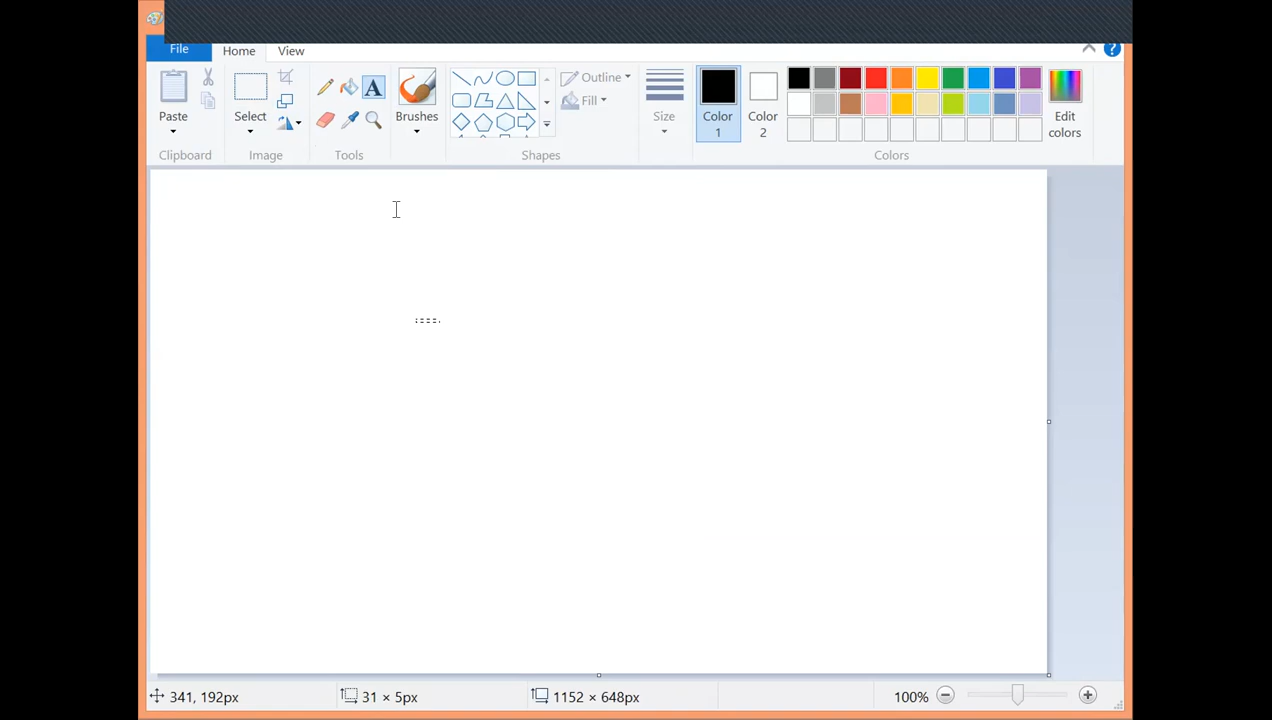 File Home View
Paste
Select
A
Brushes
Outline
Fill
Size
Color 1
Color 2
Edit colors
Clipboard
Image
Tools
Shapes
Colors
341, 192px
31 × 5px
1152 × 648px
100%